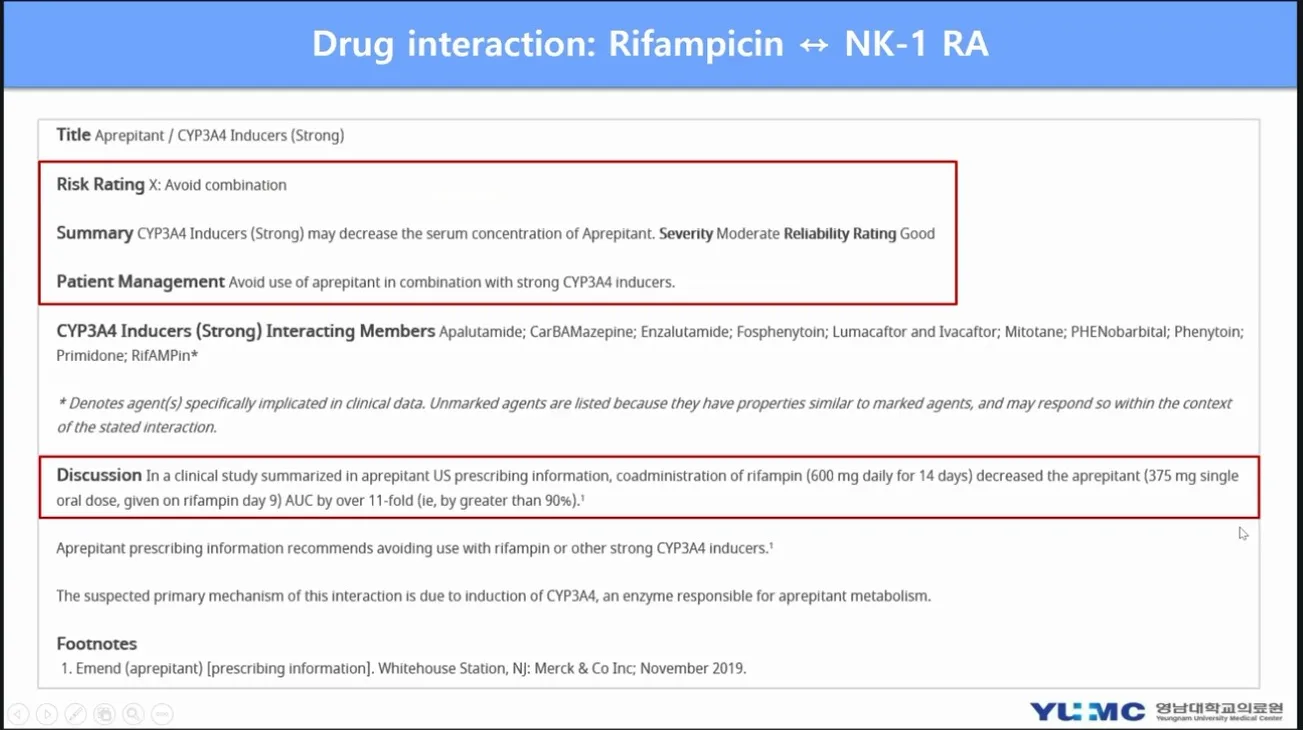 Drug interaction: Rifampicin ↔ NK-1 RA
Title Aprepitant / CYP3A4 Inducers (Strong)
Risk Rating X: Avoid combination
Summary CYP3A4 Inducers (Strong) may decrease the serum concentration of Aprepitant. Severity Moderate Reliability Rating Good
Patient Management Avoid use of aprepitant in combination with strong CYP3A4 inducers.
CYP3A4 Inducers (Strong) Interacting Members Apalutamide; CarBAMazepine; Enzalutamide; Fosphenytoin; Lumacaftor and Ivacaftor; Mitotane; PHENobarbital; Phenytoin;
Primidone; RifAMPin*
* Denotes agent(s) specifically implicated in clinical data. Unmarked agents are listed because they have properties similar to marked agents, and may respond so within the context
of the stated interaction.
Discussion In a clinical study summarized in aprepitant US prescribing information, coadministration of rifampin (600 mg daily for 14 days) decreased the aprepitant (375 mg single
oral dose, given on rifampin day 9) AUC by over 11-fold (ie, by greater than 90%).¹
Aprepitant prescribing information recommends avoiding use with rifampin or other strong CYP3A4 inducers.¹
The suspected primary mechanism of this interaction is due to induction of CYP3A4, an enzyme responsible for aprepitant metabolism.
Footnotes
1. Emend (aprepitant) [prescribing information]. Whitehouse Station, NJ: Merck & Co Inc; November 2019.
YUMC 영남대학교의료원
Yeungnam University Medical Center